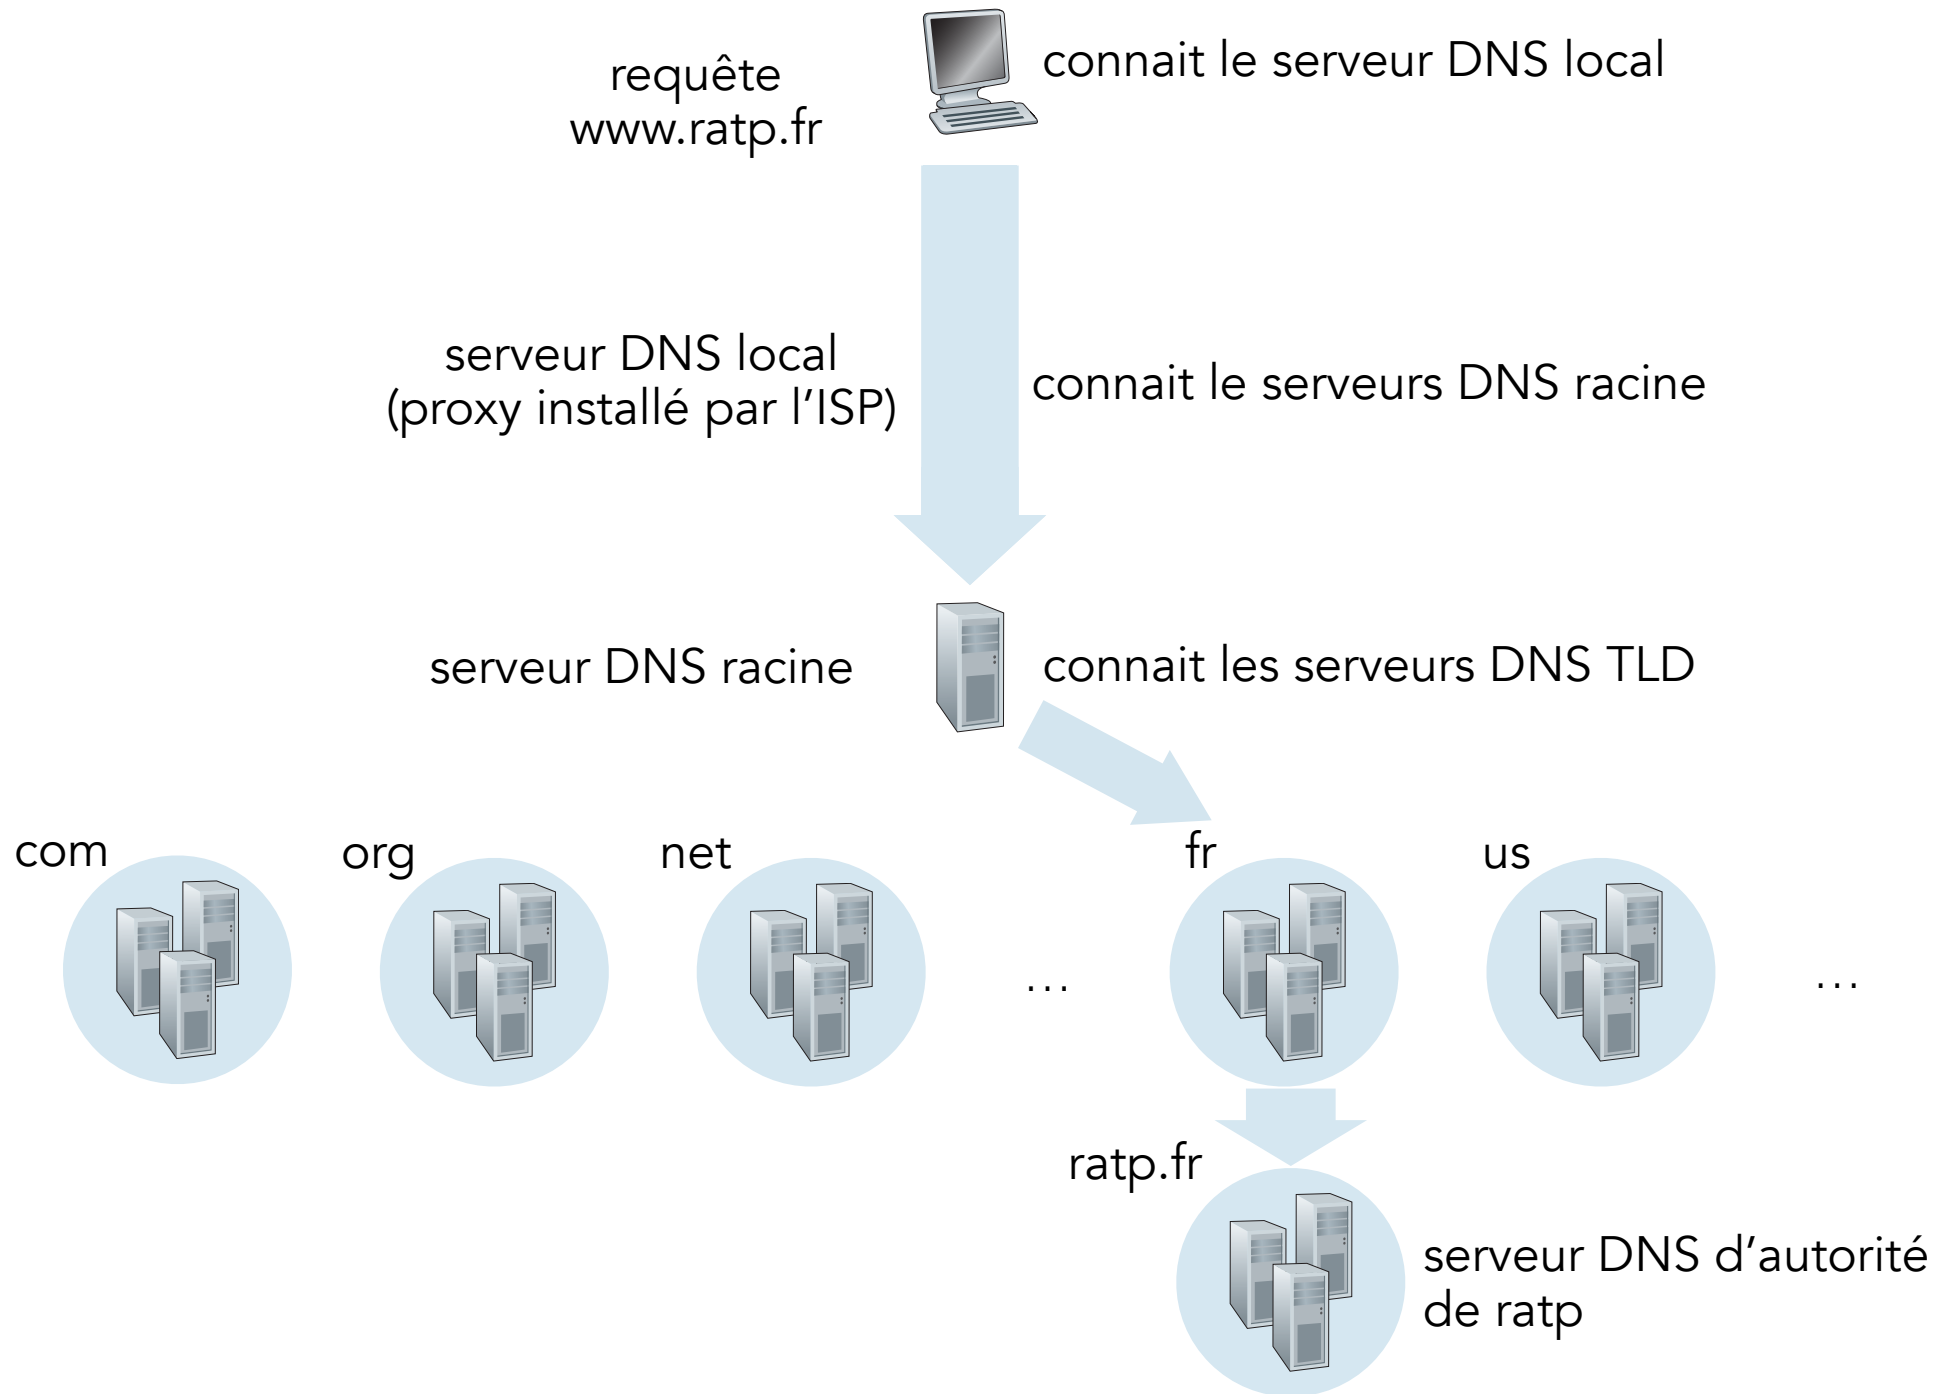 requête
www.ratp.fr
connait le serveur DNS local
serveur DNS local
(proxy installé par l’ISP)
connait le serveurs DNS racine
serveur DNS racine
connait les serveurs DNS TLD
com
org
net
...
fr
us
...
ratp.fr
serveur DNS d’autorité
de ratp